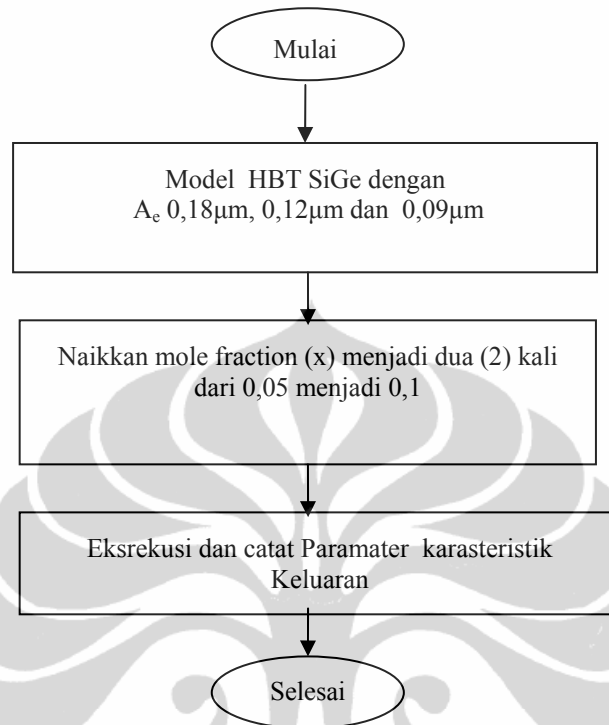 Mulai
Model HBT SiGe dengan
Ae 0,18μm, 0,12μm dan 0,09μm
Naikkan mole fraction (x) menjadi dua (2) kali
dari 0,05 menjadi 0,1
Eksrekusi dan catat Paramater karasteristik
Keluaran
Selesai